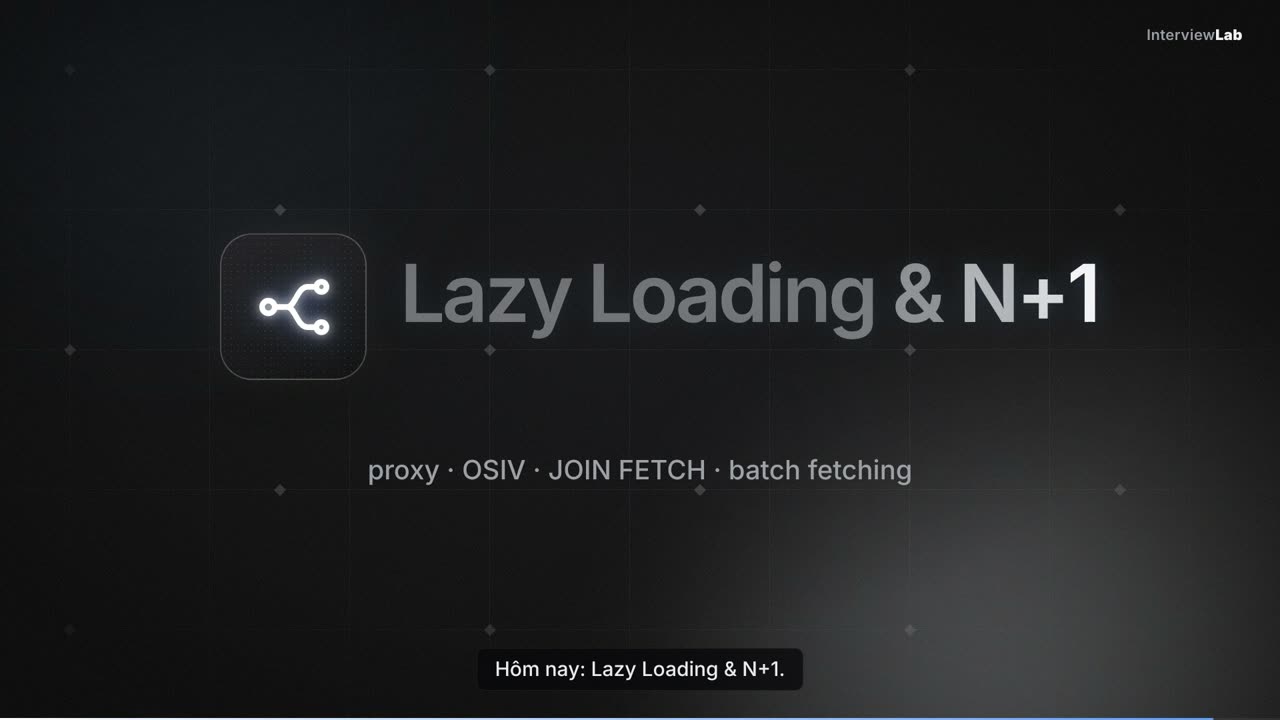 InterviewLab
Lazy Loading & N+1
proxy · OSIV · JOIN FETCH · batch fetching
Hôm nay: Lazy Loading & N+1.